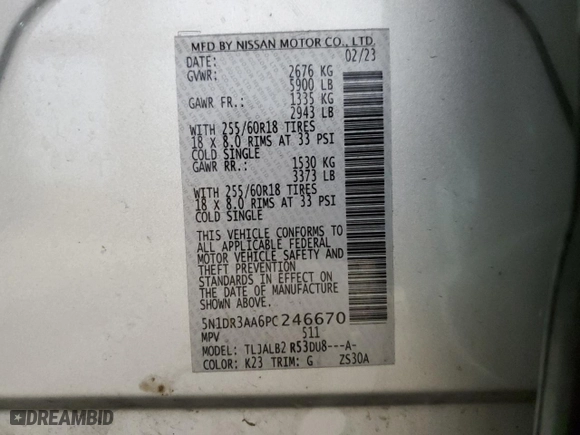 MFD BY NISSAN MOTOR CO., LTD.
DATE: 02/23
GVWR: 2676 KG
5900 LB
GAWR FR.: 1335 KG
2943 LB
WITH 255/60R18 TIRES
18 x 8.0 RIMS AT 33 PSI
COLD SINGLE
GAWR RR.: 1530 KG
3373 LB
WITH 255/60R18 TIRES
18 x 8.0 RIMS AT 33 PSI
COLD SINGLE
THIS VEHICLE CONFORMS TO
ALL APPLICABLE FEDERAL
MOTOR VEHICLE SAFETY AND
THEFT PREVENTION
STANDARDS IN EFFECT ON
THE DATE OF MANUFACTURE
SHOWN ABOVE.
5N1DR3AA6PC246670
MPV 511
MODEL: TLJALB2 R53DU8---A-
COLOR: K23 TRIM: G ZS30A
DREAMBID